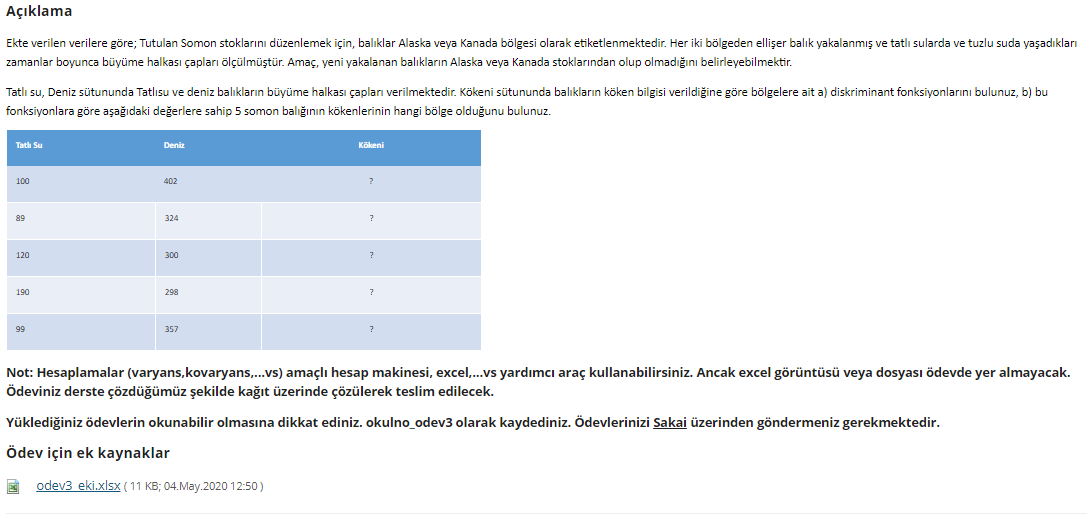 Açıklama
Ekte verilen verilere göre; Tutulan Somon stoklarını düzenlemek için, balıklar Alaska veya Kanada bölgesi olarak etiketlenmektedir. Her iki bölgeden ellişer balık yakalanmış ve tatlı sularda ve tuzlu suda yaşadıkları
zamanlar boyunca büyüme halkası çapları ölçülmüştür. Amaç, yeni yakalanan balıkların Alaska veya Kanada stoklarından olup olmadığını belirleyebilmektir.
Tatlı su, Deniz sütununda Tatlısu ve deniz balıkların büyüme halkası çapları verilmektedir. Kökeni sütununda balıkların köken bilgisi verildiğine göre bölgelere ait a) diskriminant fonksiyonlarını bulunuz, b) bu
fonksiyonlara göre aşağıdaki değerlere sahip 5 somon balığının kökenlerinin hangi bölge olduğunu bulunuz.
Tatlı Su Deniz Kökeni
100 402 ?
89 324 ?
120 300 ?
190 298 ?
99 357 ?
Not: Hesaplamalar (varyans,kovaryans,...vs) amaçlı hesap makinesi, excel,...vs yardımcı araç kullanabilirsiniz. Ancak excel görüntüsü veya dosyası ödevde yer almayacak.
Ödeviniz derste çözdüğümüz şekilde kağıt üzerinde çözülerek teslim edilecek.
Yüklediğiniz ödevlerin okunabilir olmasına dikkat ediniz. okulno_odev3 olarak kaydediniz. Ödevlerinizi Sakai üzerinden göndermeniz gerekmektedir.
Ödev için ek kaynaklar
odev3_eki.xlsx ( 11 KB; 04.May.2020 12:50 )